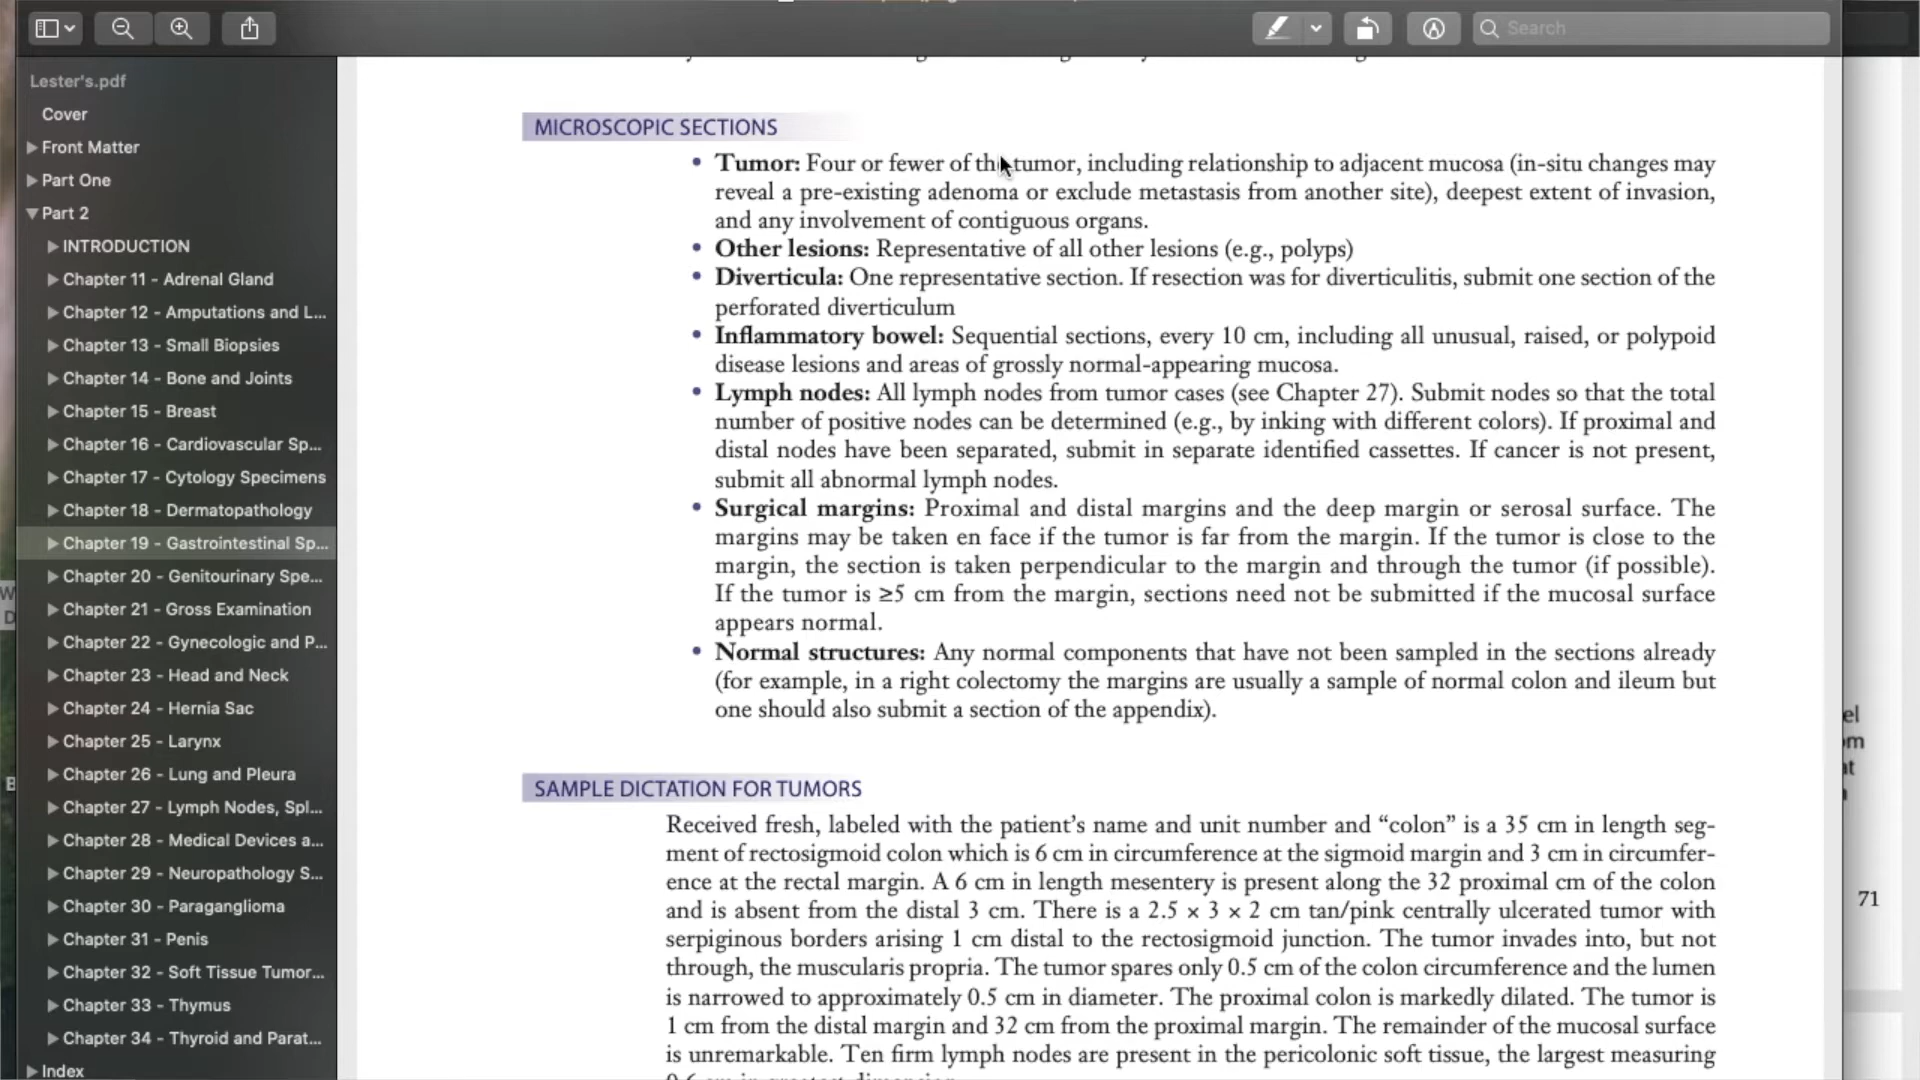 Search
Lester's.pdf
Cover
Front Matter
Part One
Part 2
INTRODUCTION
Chapter 11 - Adrenal Gland
Chapter 12 - Amputations and L...
Chapter 13 - Small Biopsies
Chapter 14 - Bone and Joints
Chapter 15 - Breast
Chapter 16 - Cardiovascular Sp...
Chapter 17 - Cytology Specimens
Chapter 18 - Dermatopathology
Chapter 19 - Gastrointestinal Sp...
Chapter 20 - Genitourinary Spe...
Chapter 21 - Gross Examination
Chapter 22 - Gynecologic and P...
Chapter 23 - Head and Neck
Chapter 24 - Hernia Sac
Chapter 25 - Larynx
Chapter 26 - Lung and Pleura
Chapter 27 - Lymph Nodes, Spl...
Chapter 28 - Medical Devices a...
Chapter 29 - Neuropathology S...
Chapter 30 - Paraganglioma
Chapter 31 - Penis
Chapter 32 - Soft Tissue Tumor...
Chapter 33 - Thymus
Chapter 34 - Thyroid and Parat...
Index
MICROSCOPIC SECTIONS
• Tumor: Four or fewer of the tumor, including relationship to adjacent mucosa (in-situ changes may
reveal a pre-existing adenoma or exclude metastasis from another site), deepest extent of invasion,
and any involvement of contiguous organs.
• Other lesions: Representative of all other lesions (e.g., polyps)
• Diverticula: One representative section. If resection was for diverticulitis, submit one section of the
perforated diverticulum
• Inflammatory bowel: Sequential sections, every 10 cm, including all unusual, raised, or polypoid
disease lesions and areas of grossly normal-appearing mucosa.
• Lymph nodes: All lymph nodes from tumor cases (see Chapter 27). Submit nodes so that the total
number of positive nodes can be determined (e.g., by inking with different colors). If proximal and
distal nodes have been separated, submit in separate identified cassettes. If cancer is not present,
submit all abnormal lymph nodes.
• Surgical margins: Proximal and distal margins and the deep margin or serosal surface. The
margins may be taken en face if the tumor is far from the margin. If the tumor is close to the
margin, the section is taken perpendicular to the margin and through the tumor (if possible).
If the tumor is ≥5 cm from the margin, sections need not be submitted if the mucosal surface
appears normal.
• Normal structures: Any normal components that have not been sampled in the sections already
(for example, in a right colectomy the margins are usually a sample of normal colon and ileum but
one should also submit a section of the appendix).
SAMPLE DICTATION FOR TUMORS
Received fresh, labeled with the patient's name and unit number and “colon” is a 35 cm in length seg-
ment of rectosigmoid colon which is 6 cm in circumference at the sigmoid margin and 3 cm in circumfer-
ence at the rectal margin. A 6 cm in length mesentery is present along the 32 proximal cm of the colon
and is absent from the distal 3 cm. There is a 2.5 × 3 × 2 cm tan/pink centrally ulcerated tumor with
serpiginous borders arising 1 cm distal to the rectosigmoid junction. The tumor invades into, but not
through, the muscularis propria. The tumor spares only 0.5 cm of the colon circumference and the lumen
is narrowed to approximately 0.5 cm in diameter. The proximal colon is markedly dilated. The tumor is
1 cm from the distal margin and 32 cm from the proximal margin. The remainder of the mucosal surface
is unremarkable. Ten firm lymph nodes are present in the pericolonic soft tissue, the largest measuring
71